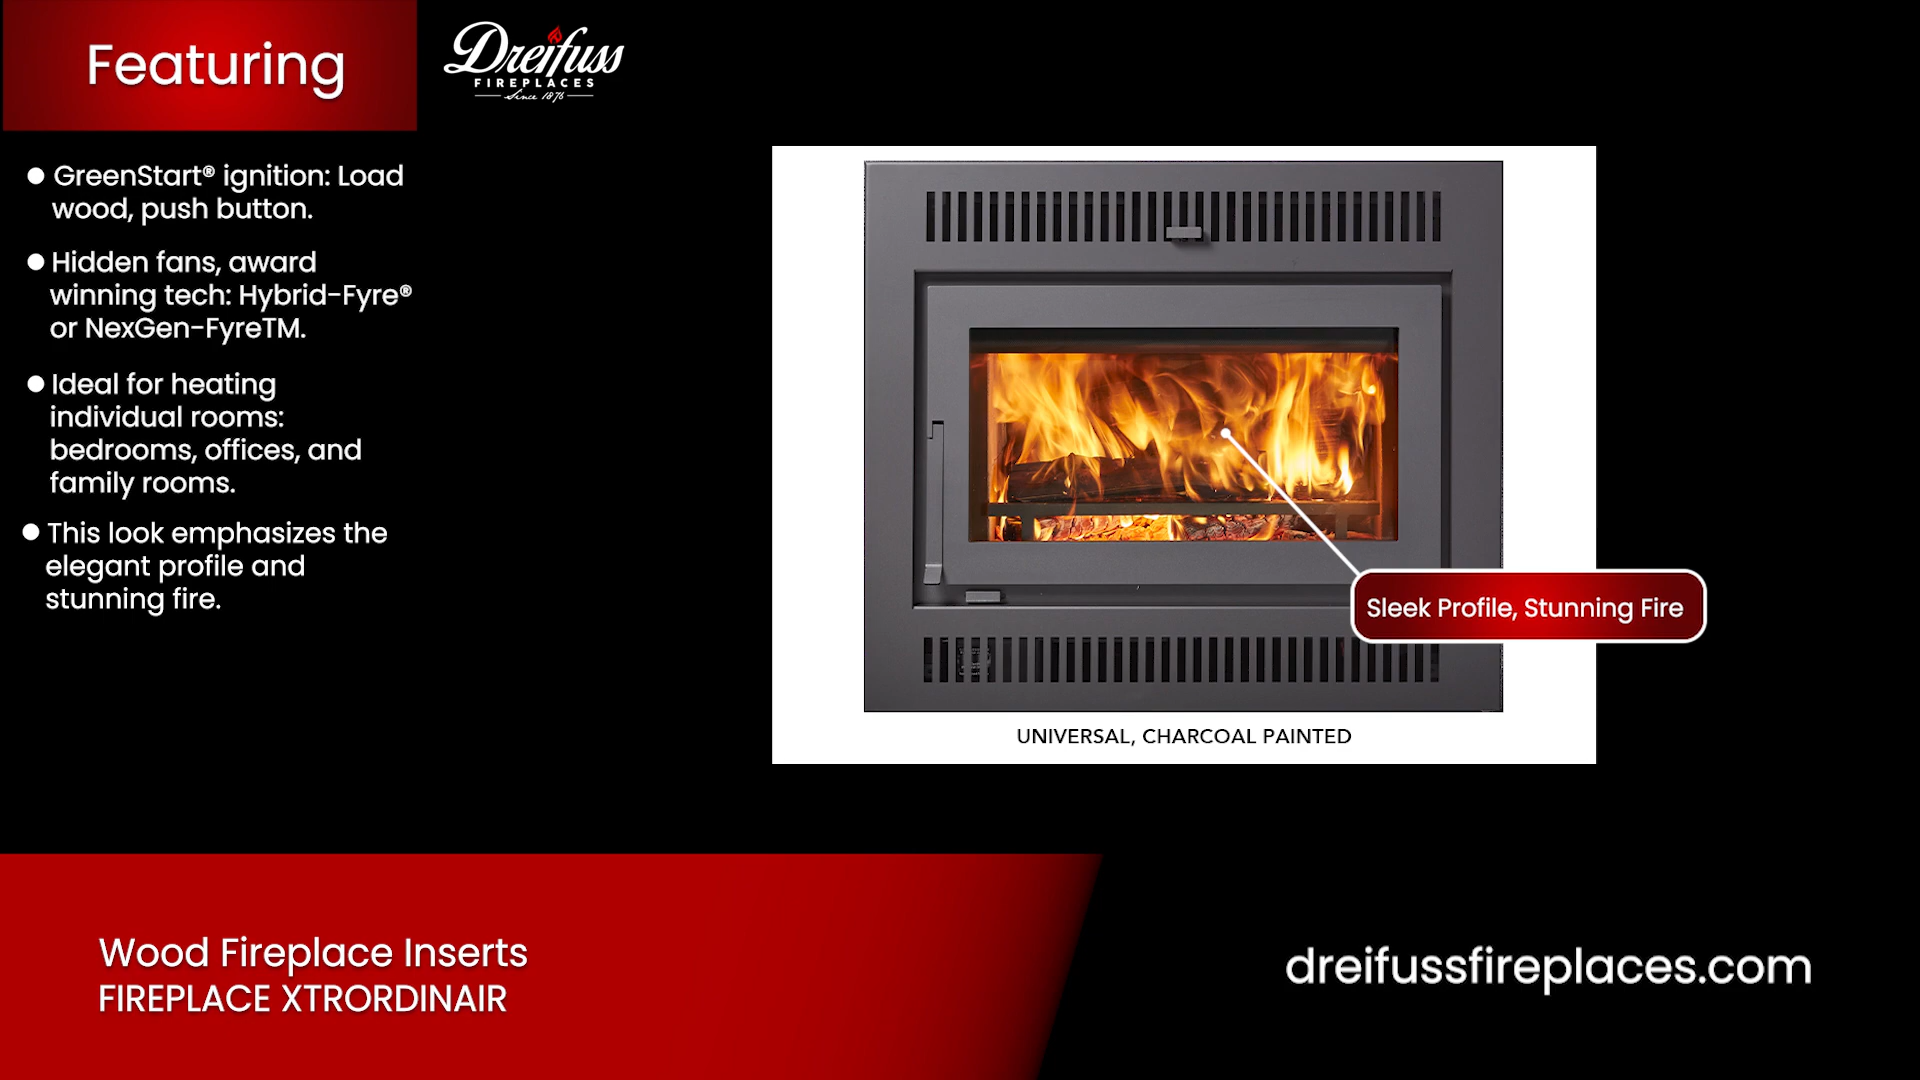 Featuring
Dreifuss
FIREPLACES
Since 1876
● GreenStart® ignition: Load
wood, push button.
● Hidden fans, award
winning tech: Hybrid-Fyre®
or NexGen-FyreTM.
● Ideal for heating
individual rooms:
bedrooms, offices, and
family rooms.
● This look emphasizes the
elegant profile and
stunning fire.
Sleek Profile, Stunning Fire
UNIVERSAL, CHARCOAL PAINTED
Wood Fireplace Inserts
FIREPLACE XTRORDINAIR
dreifussfireplaces.com